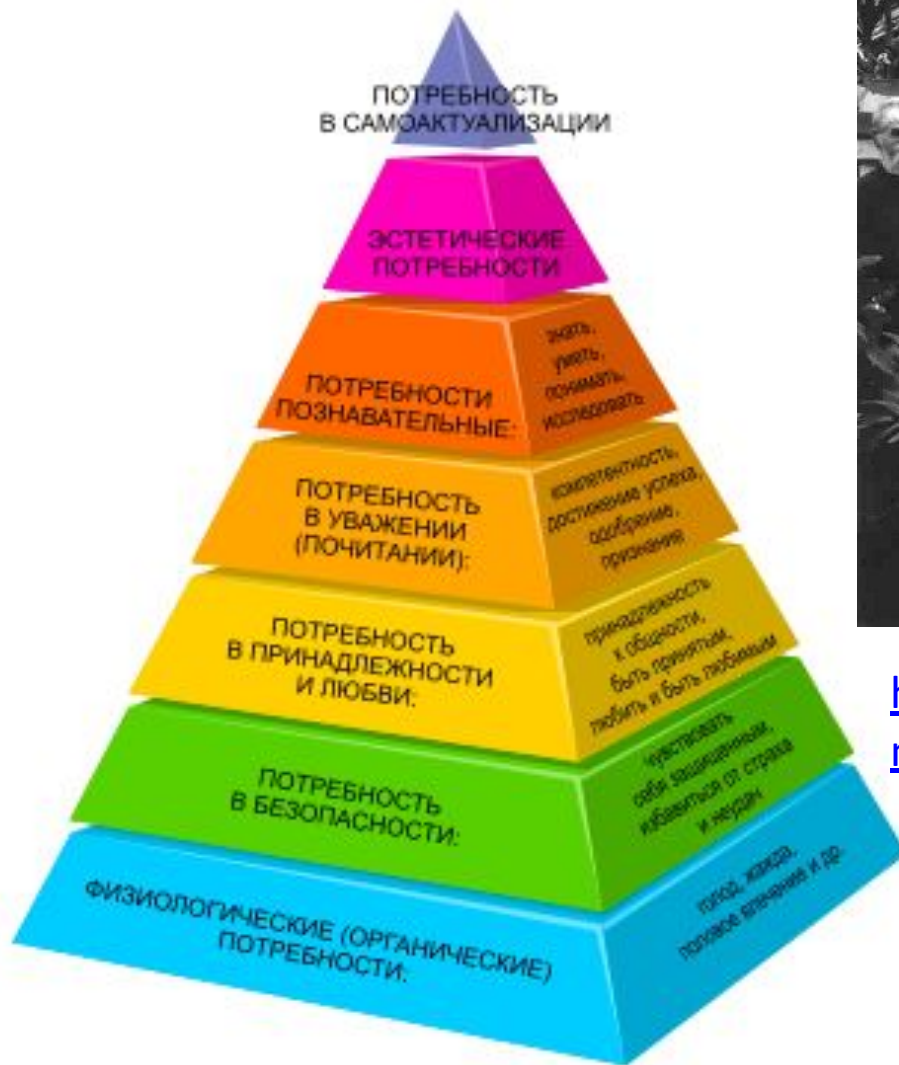 ПОТРЕБНОСТЬ
В САМОАКТУАЛИЗАЦИИ
ЭСТЕТИЧЕСКИЕ
ПОТРЕБНОСТИ
ПОТРЕБНОСТИ
ПОЗНАВАТЕЛЬНЫЕ:
знать,
уметь,
понимать,
исследовать
ПОТРЕБНОСТЬ
В УВАЖЕНИИ
(ПОЧИТАНИИ):
компетентность,
достижение успеха,
одобрение,
признание
ПОТРЕБНОСТЬ
В ПРИНАДЛЕЖНОСТИ
И ЛЮБВИ:
принадлежность
к общности,
быть принятым,
любить и быть любимым
ПОТРЕБНОСТЬ
В БЕЗОПАСНОСТИ:
чувствовать
себя защищенным,
избавиться от страха
и неудач
ФИЗИОЛОГИЧЕСКИЕ (ОРГАНИЧЕСКИЕ)
ПОТРЕБНОСТИ:
голод, жажда,
половое влечение и др.